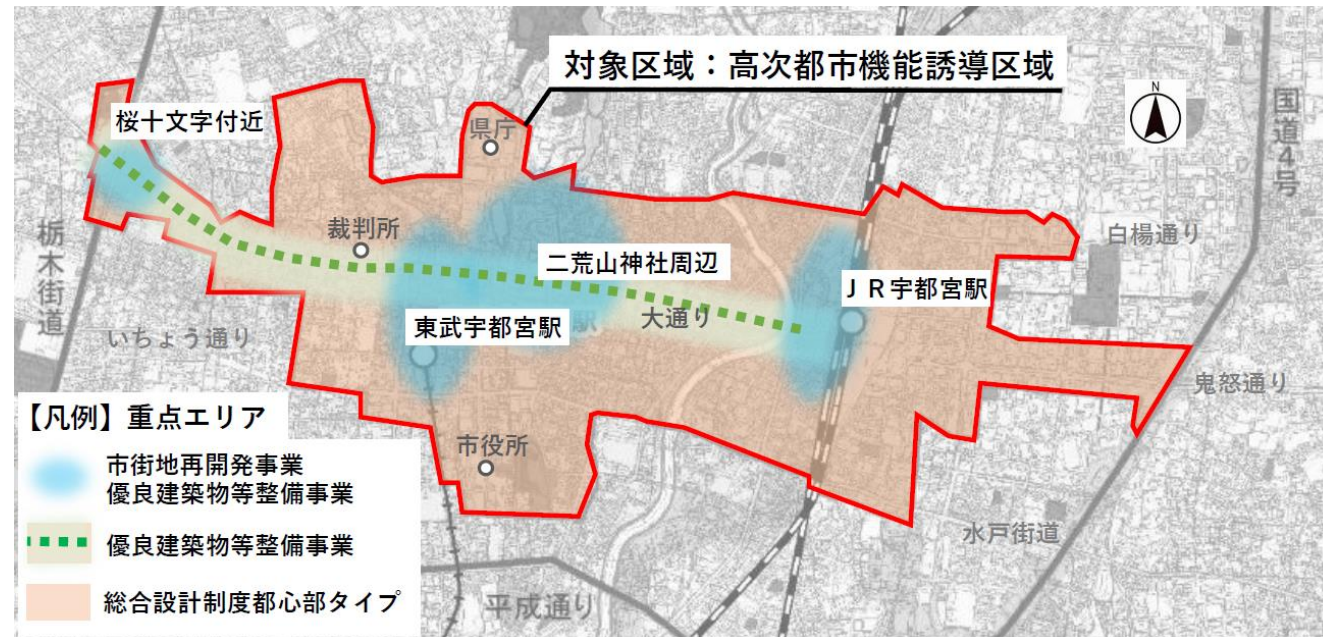 対象区域：高次都市機能誘導区域
N
国道4号
桜十文字付近
県庁
栃木街道
裁判所
白楊通り
二荒山神社周辺
ＪＲ宇都宮駅
いちょう通り
東武宇都宮駅
駅
大通り
鬼怒通り
【凡例】重点エリア
市街地再開発事業
優良建築物等整備事業
優良建築物等整備事業
総合設計制度都心部タイプ
市役所
水戸街道
平成通り